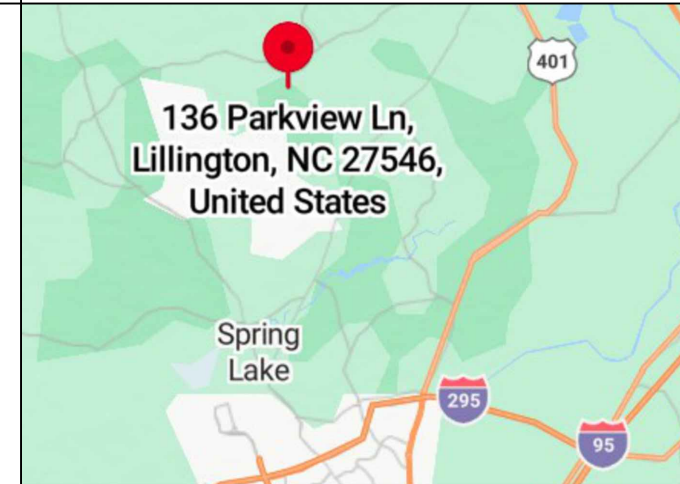 401
136 Parkview Ln,
Lillington, NC 27546,
United States
Spring
Lake
295
95